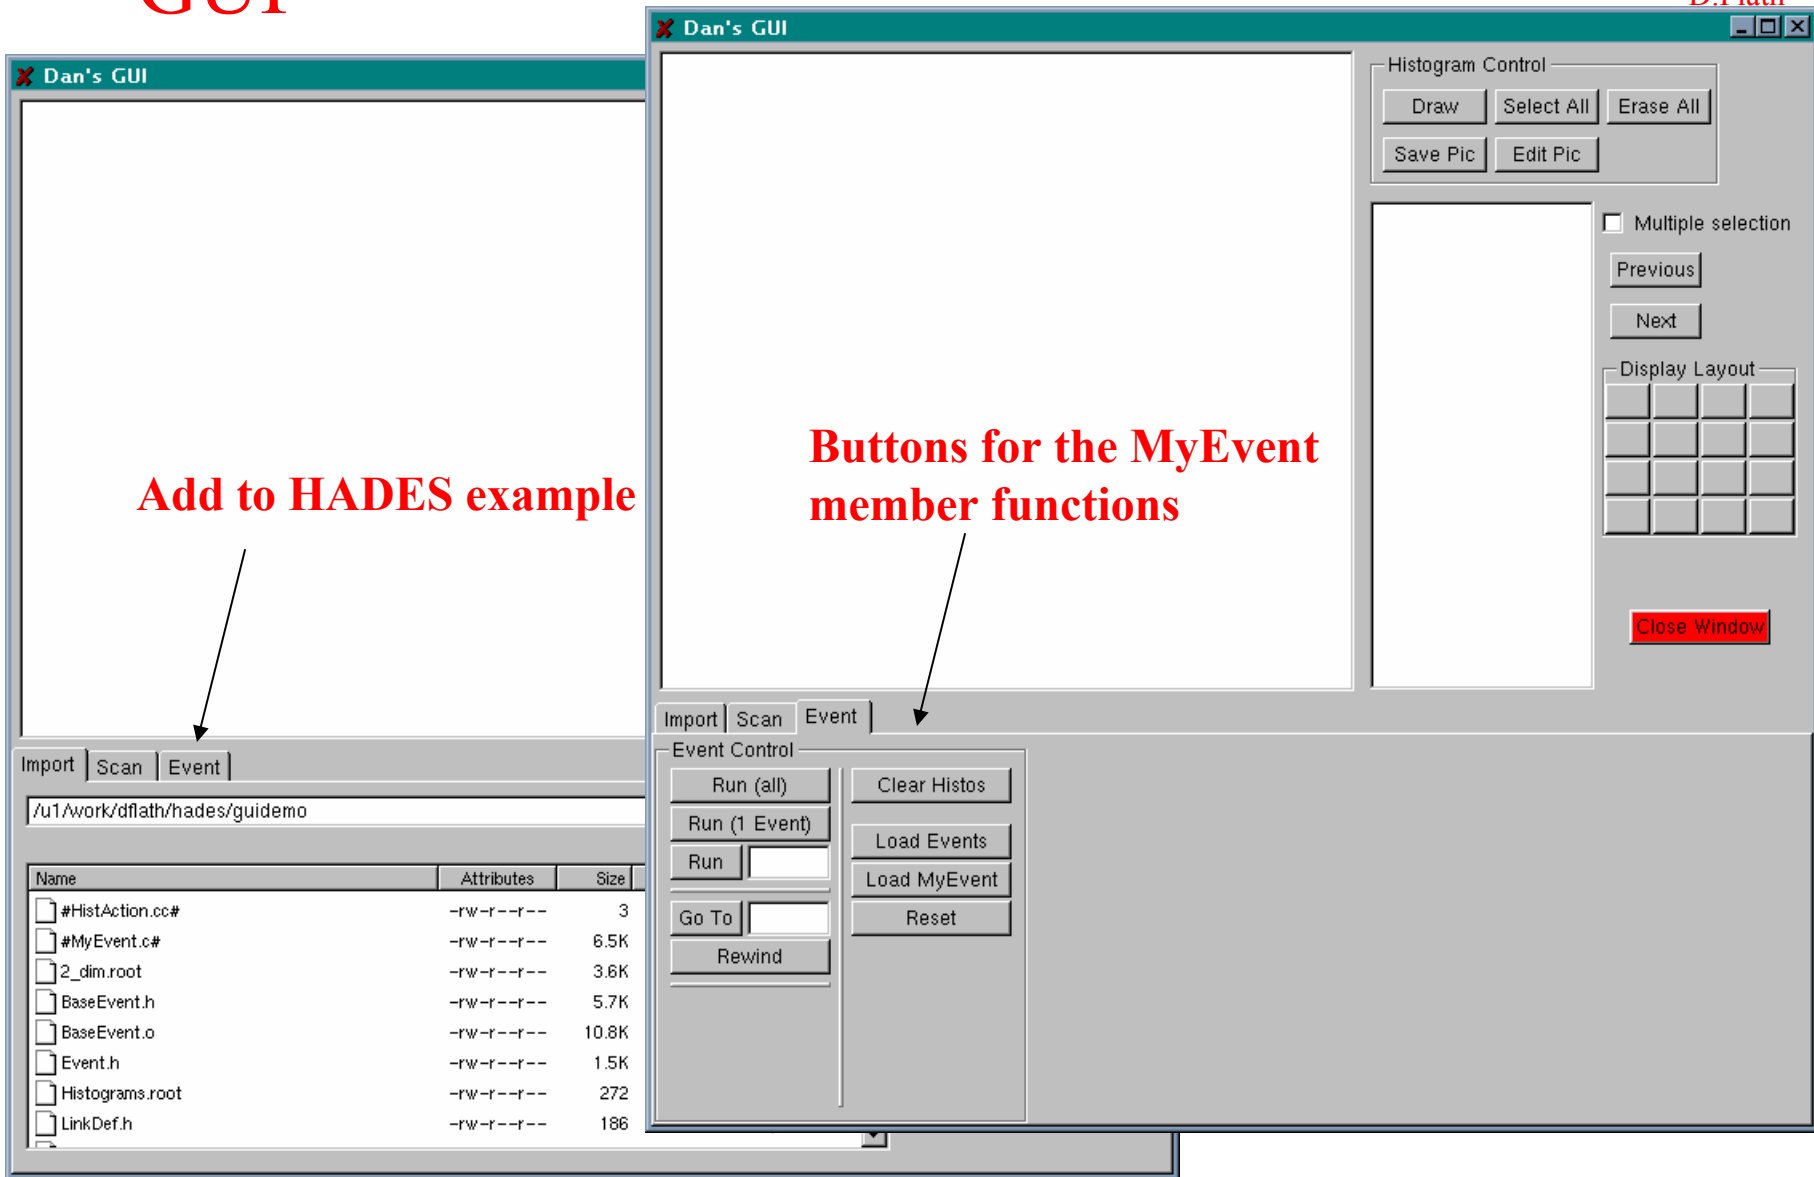 GUI
D.Flath
Dan's GUI
Add to HADES example
Import Scan Event
/u1/work/dflath/hades/guidemo
Name Attributes Size
#HistAction.cc# -rw-r--r-- 3
#MyEvent.c# -rw-r--r-- 6.5K
2_dim.root -rw-r--r-- 3.6K
BaseEvent.h -rw-r--r-- 5.7K
BaseEvent.o -rw-r--r-- 10.8K
Event.h -rw-r--r-- 1.5K
Histograms.root -rw-r--r-- 272
LinkDef.h -rw-r--r-- 186
Dan's GUI
Histogram Control
Draw Select All Erase All
Save Pic Edit Pic
Multiple selection
Previous
Next
Display Layout
Close Window
Buttons for the MyEvent
member functions
Import Scan Event
Event Control
Run (all)
Run (1 Event)
Run
Go To
Rewind
Clear Histos
Load Events
Load MyEvent
Reset